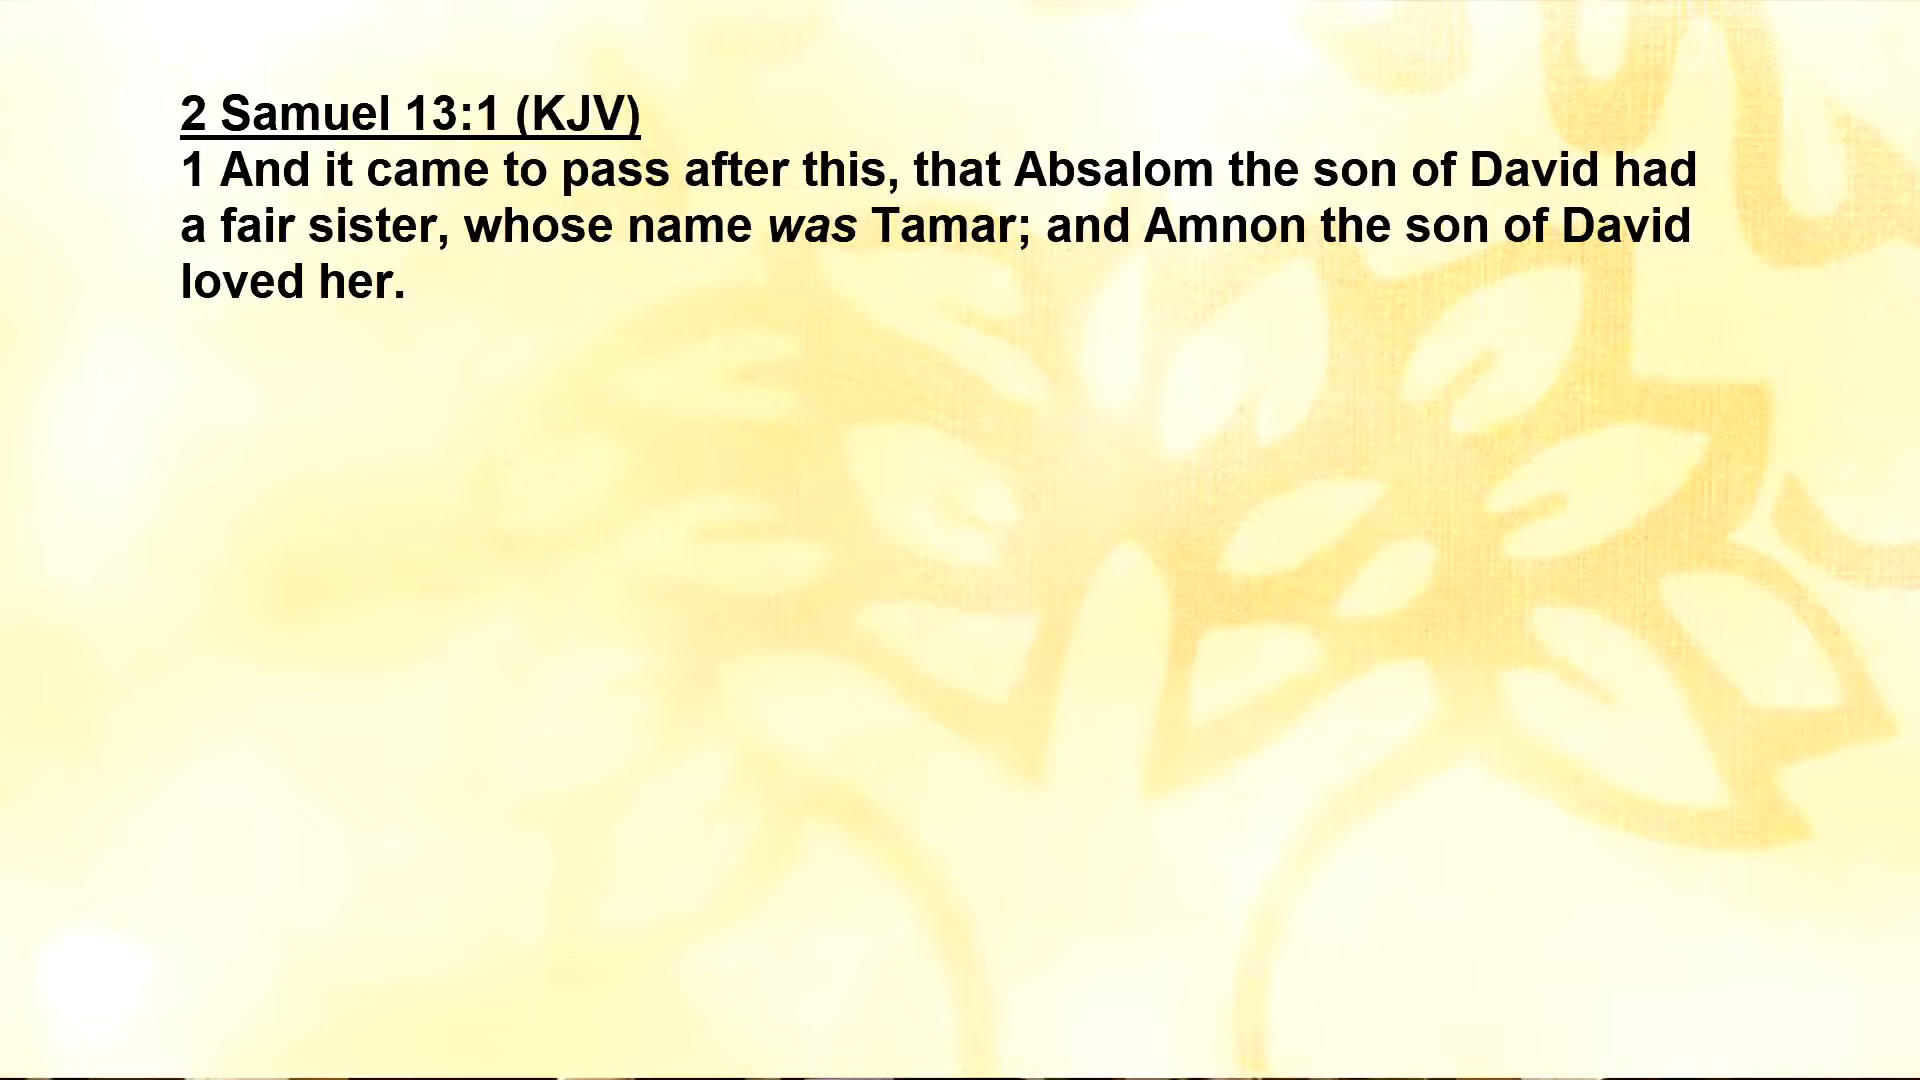 2 Samuel 13:1 (KJV)
1 And it came to pass after this, that Absalom the son of David had
a fair sister, whose name was Tamar; and Amnon the son of David
loved her.